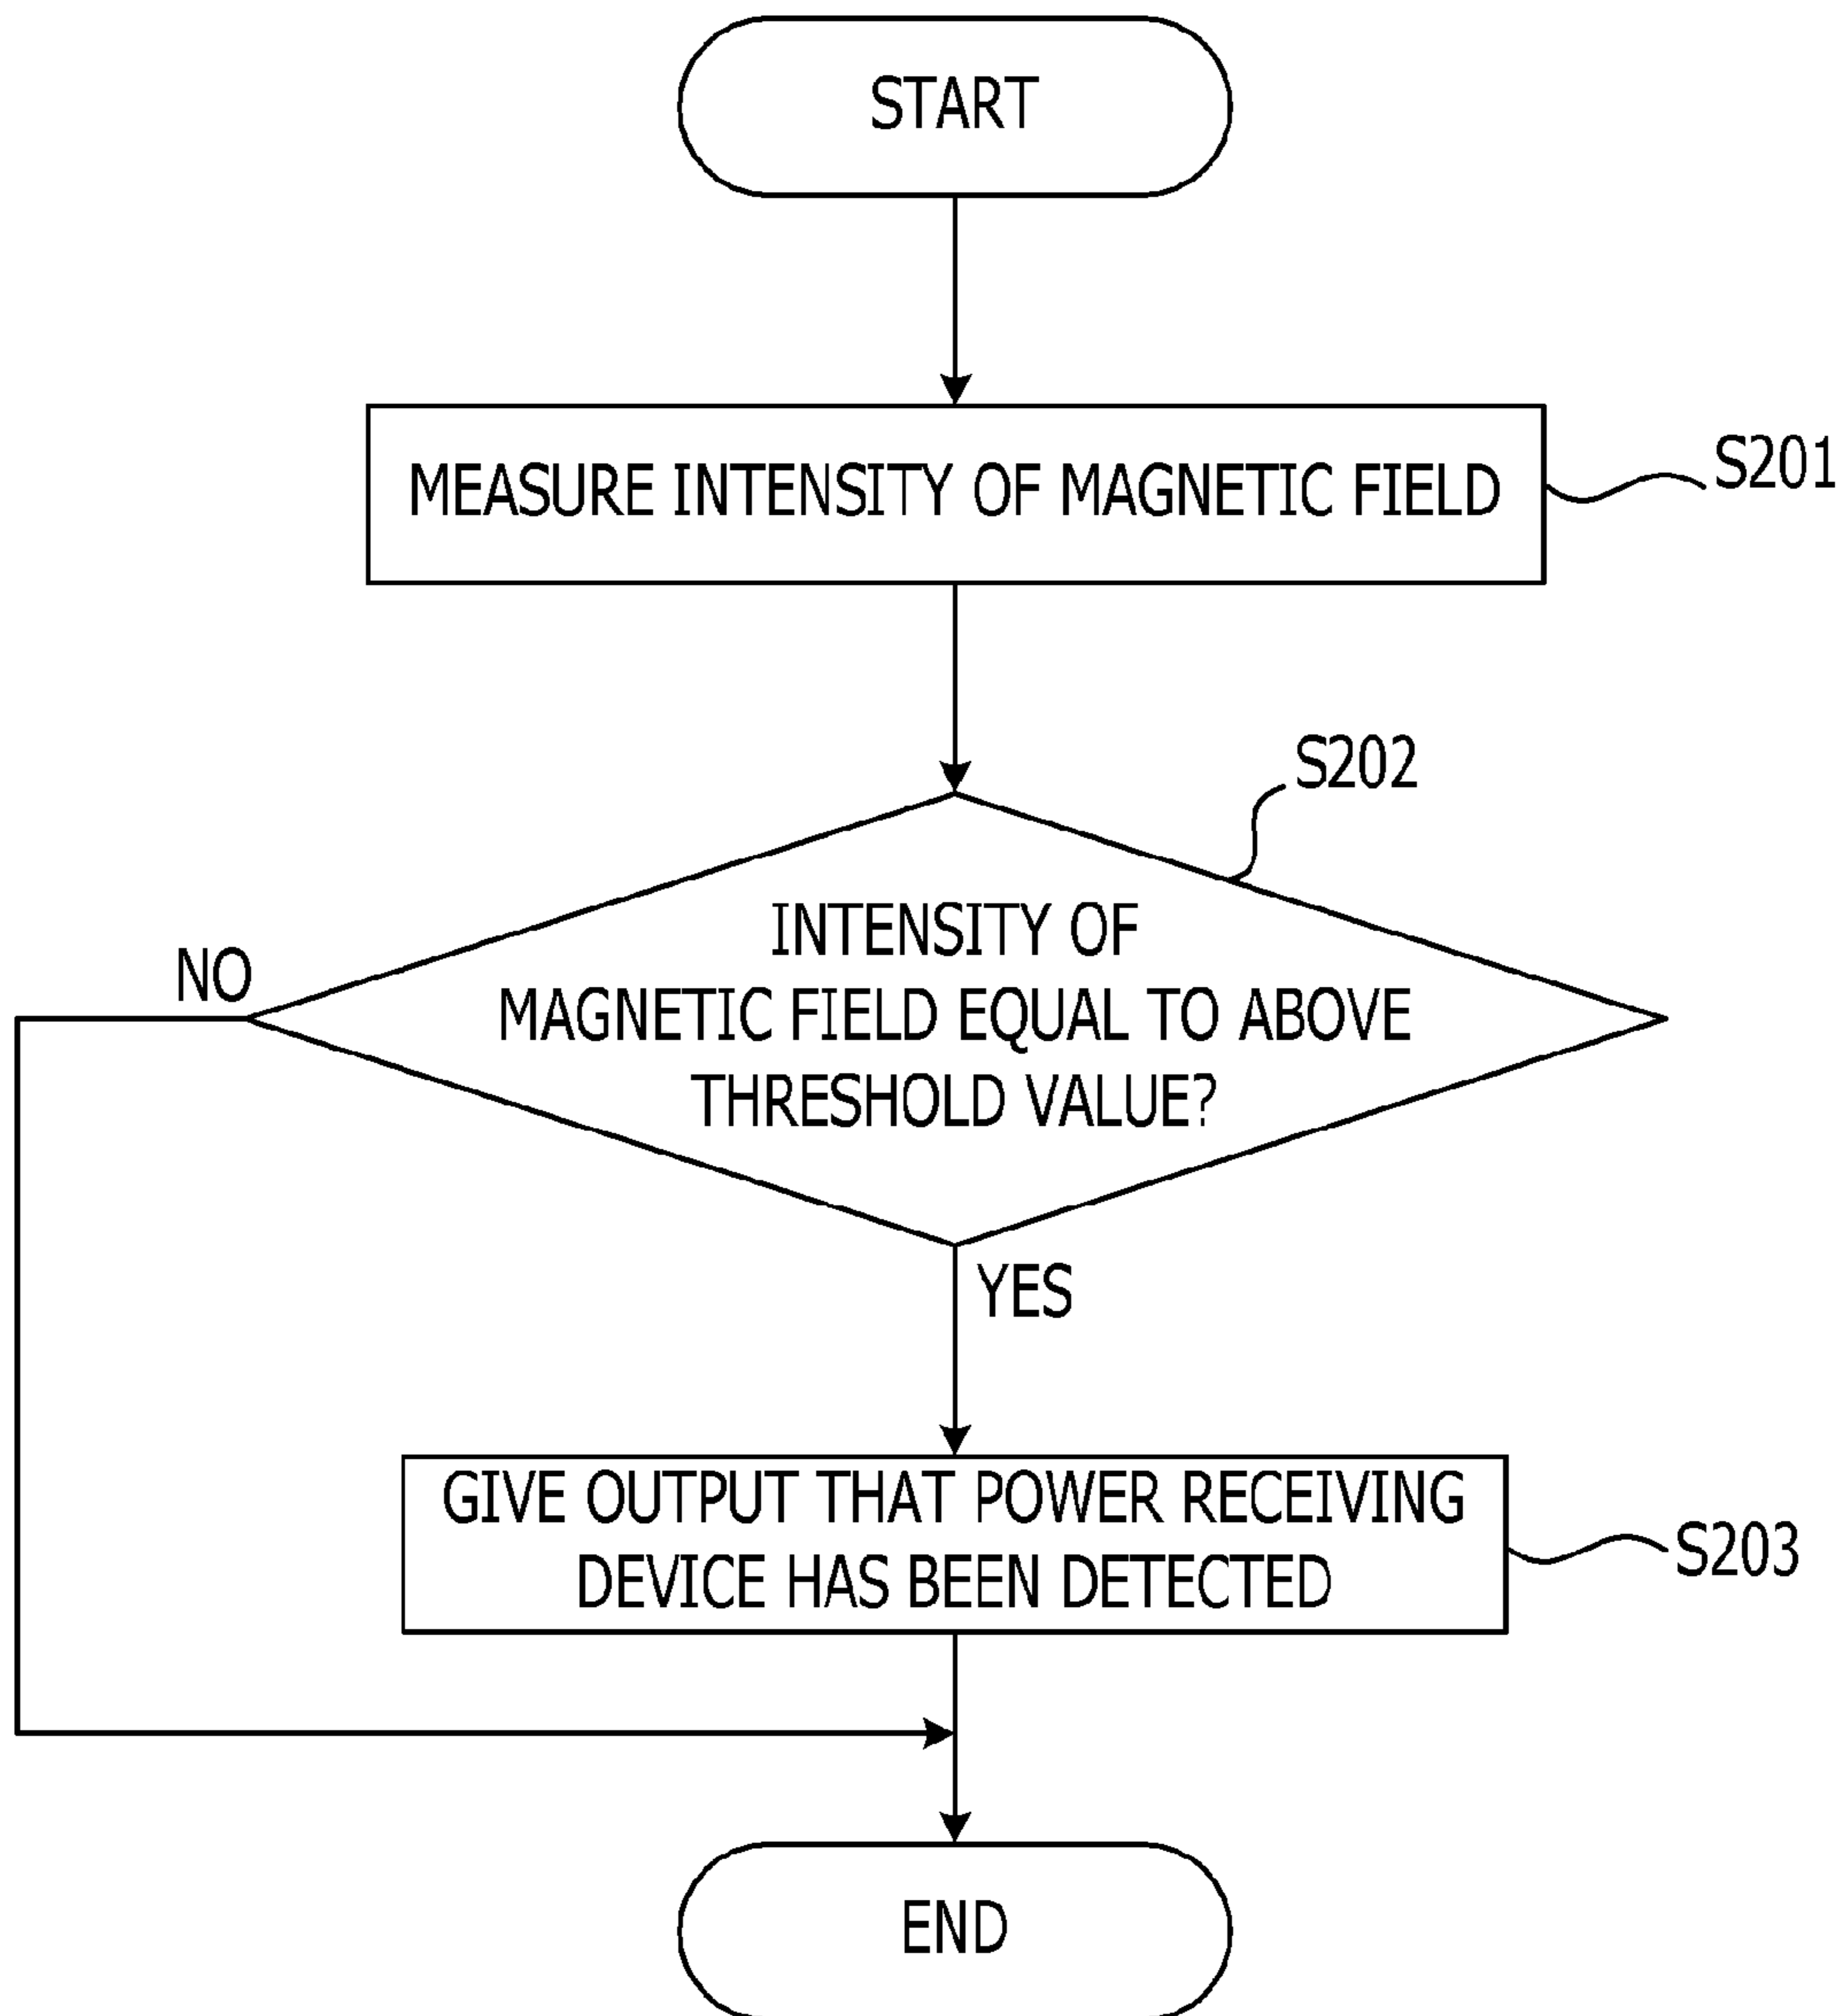 START
MEASURE INTENSITY OF MAGNETIC FIELD
S201
S202
INTENSITY OF
MAGNETIC FIELD EQUAL TO ABOVE
THRESHOLD VALUE?
NO
YES
GIVE OUTPUT THAT POWER RECEIVING
DEVICE HAS BEEN DETECTED
S203
END